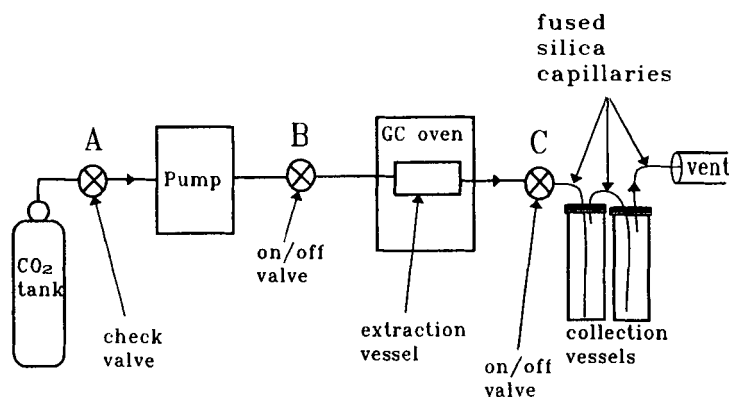 fused
silica
capillaries
A
B
C
GC oven
Pump
vent
CO₂
tank
on/off
valve
check
valve
extraction
vessel
collection
vessels
on/off
valve